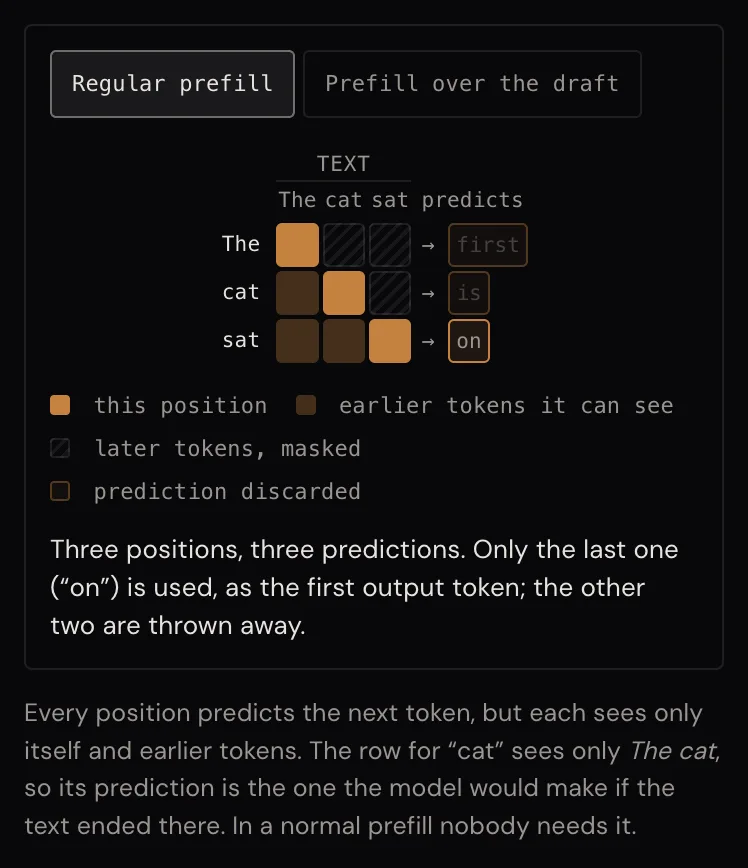 Regular prefill
Prefill over the draft
TEXT
The cat sat predicts
The → first
cat → is
sat → on
this position earlier tokens it can see
later tokens, masked
prediction discarded
Three positions, three predictions. Only the last one
(“on”) is used, as the first output token; the other
two are thrown away.
Every position predicts the next token, but each sees only
itself and earlier tokens. The row for “cat” sees only The cat,
so its prediction is the one the model would make if the
text ended there. In a normal prefill nobody needs it.